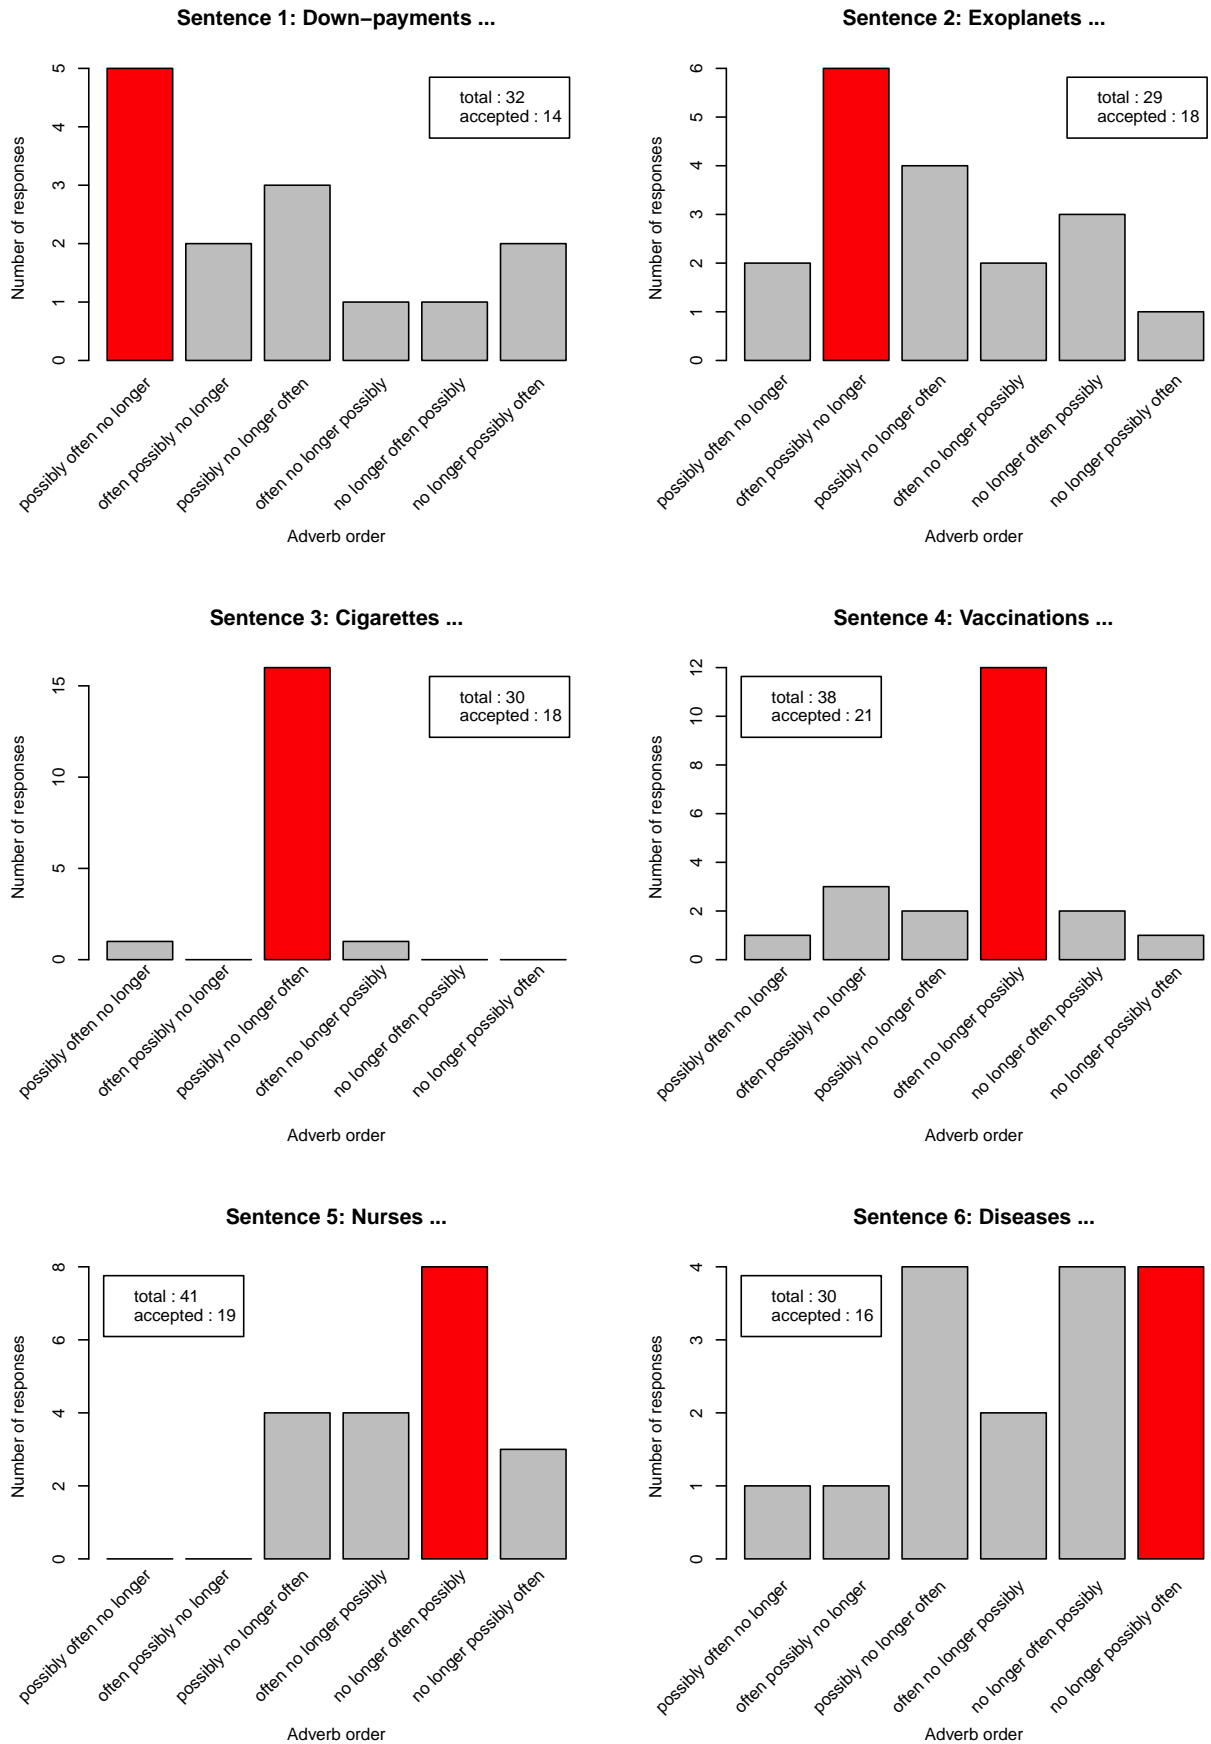 Sentence 1: Down−payments ...
Number of responses
0
1
2
3
4
5
total : 32
accepted : 14
possibly often no longer
often possibly no longer
possibly no longer often
often no longer possibly
no longer often possibly
no longer possibly often
Adverb order
Sentence 2: Exoplanets ...
Number of responses
0
1
2
3
4
5
6
total : 29
accepted : 18
possibly often no longer
often possibly no longer
possibly no longer often
often no longer possibly
no longer often possibly
no longer possibly often
Adverb order
Sentence 3: Cigarettes ...
Number of responses
0
5
10
15
total : 30
accepted : 18
possibly often no longer
often possibly no longer
possibly no longer often
often no longer possibly
no longer often possibly
no longer possibly often
Adverb order
Sentence 4: Vaccinations ...
Number of responses
0
2
4
6
8
10
12
total : 38
accepted : 21
possibly often no longer
often possibly no longer
possibly no longer often
often no longer possibly
no longer often possibly
no longer possibly often
Adverb order
Sentence 5: Nurses ...
Number of responses
0
2
4
6
8
total : 41
accepted : 19
possibly often no longer
often possibly no longer
possibly no longer often
often no longer possibly
no longer often possibly
no longer possibly often
Adverb order
Sentence 6: Diseases ...
Number of responses
0
1
2
3
4
total : 30
accepted : 16
possibly often no longer
often possibly no longer
possibly no longer often
often no longer possibly
no longer often possibly
no longer possibly often
Adverb order